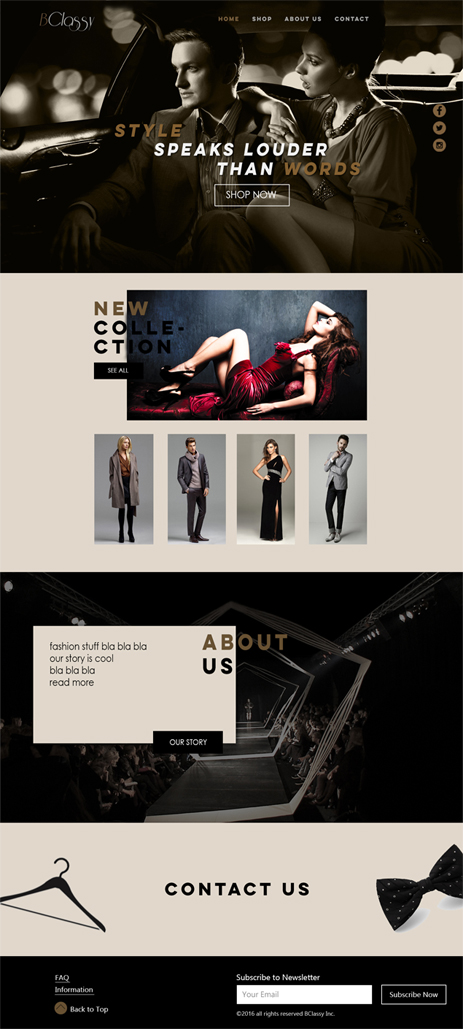 BClassy
HOME SHOP ABOUT US CONTACT
STYLE
SPEAKS LOUDER
THAN WORDS
SHOP NOW
NEW
COLLE-
CTION
SEE ALL
ABOUT
US
fashion stuff bla bla bla
our story is cool
bla bla bla
read more
OUR STORY
CONTACT US
FAQ
Information
Back to Top
Subscribe to Newsletter
Your Email
Subscribe Now
©2016 all rights reserved BClassy Inc.